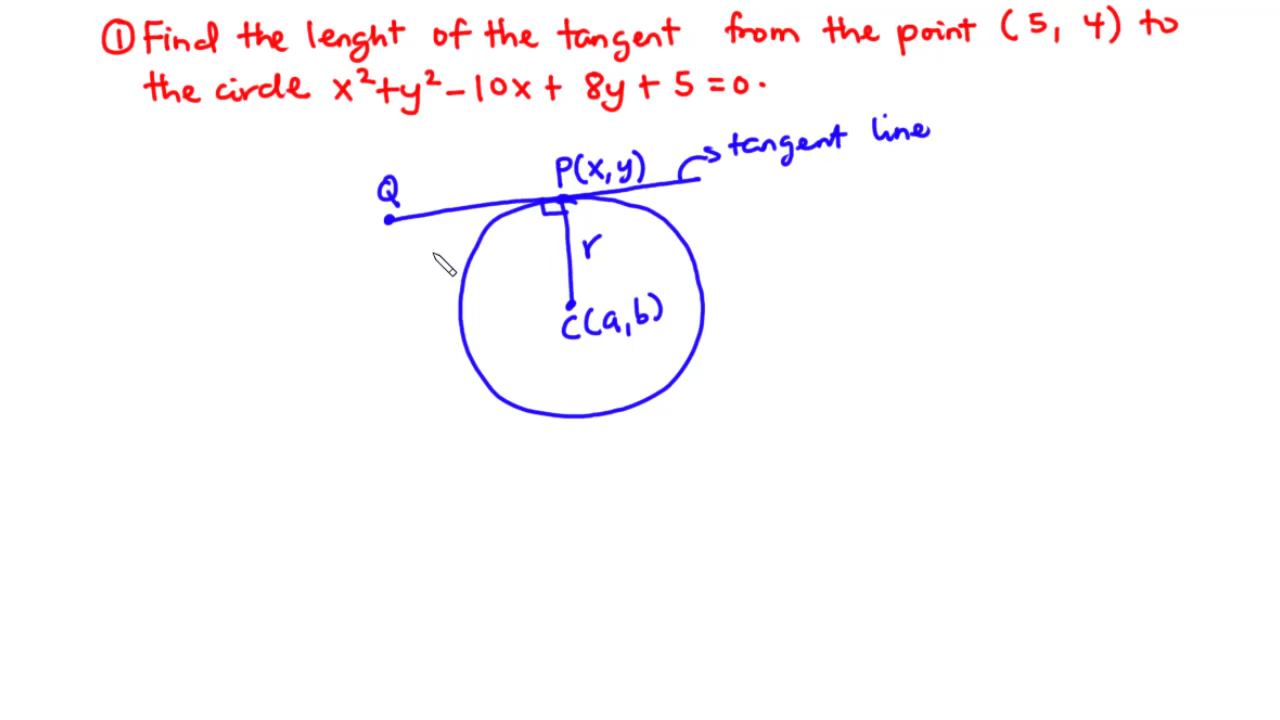 ① Find the lenght of the tangent from the point (5, 4) to
the circle x²+y²-10x+ 8y + 5 = 0.
tangent line
P(x,y)
Q
r
C(a,b)